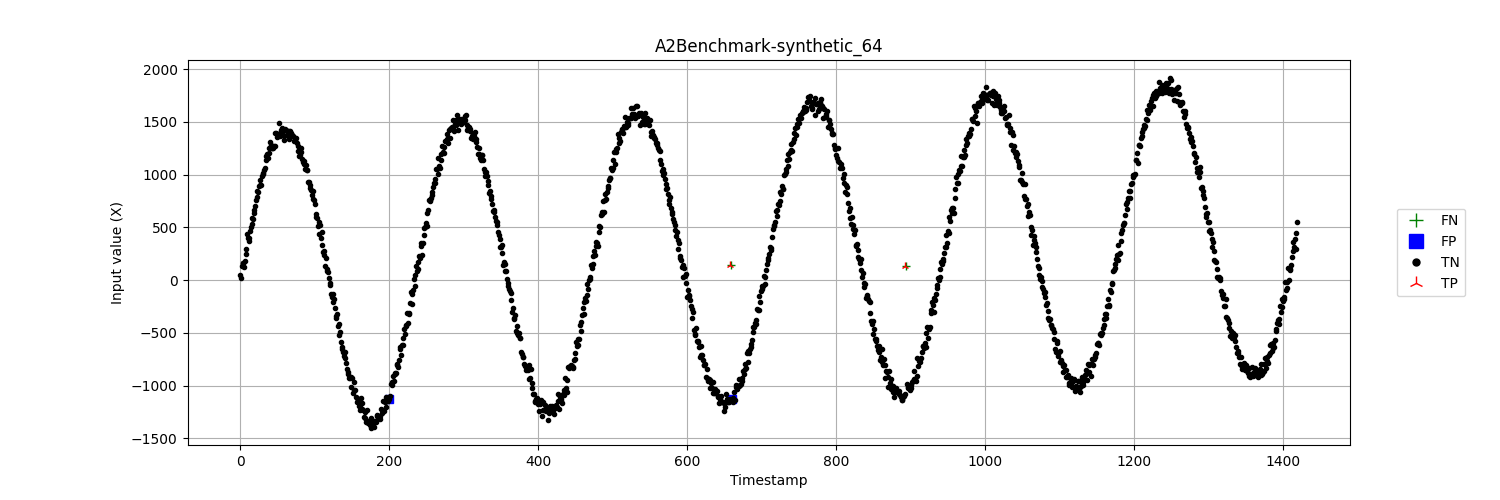 A2Benchmark-synthetic_64
2000
1500
1000
500
0
−500
−1000
−1500
Input value (X)
0
200
400
600
800
1000
1200
1400
Timestamp
FN
FP
TN
TP